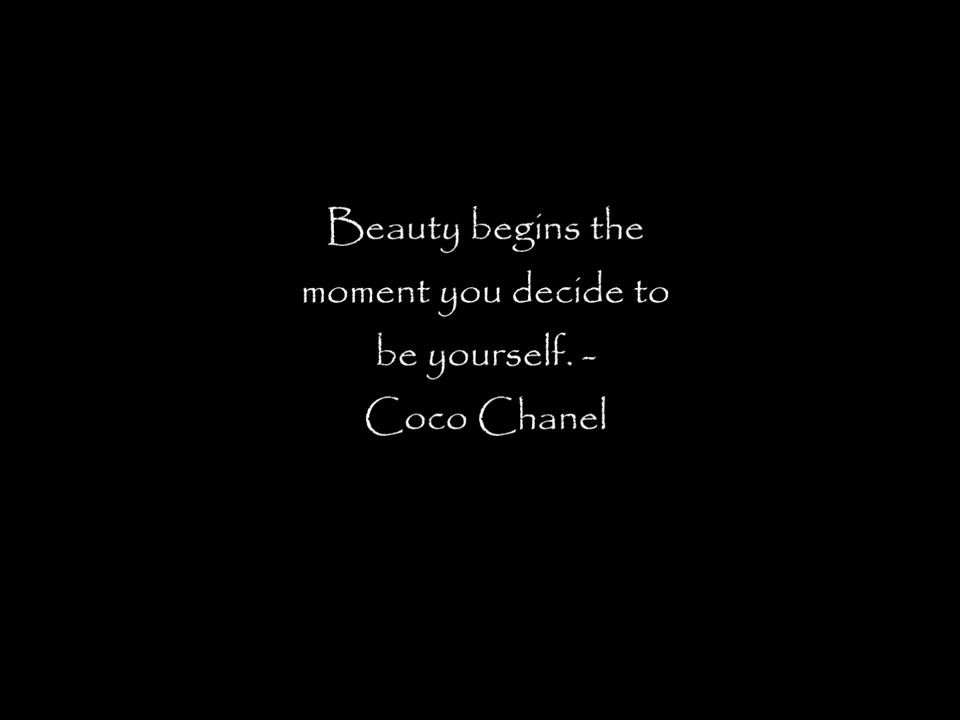 Beauty begins the
moment you decide to
be yourself. -
Coco Chanel